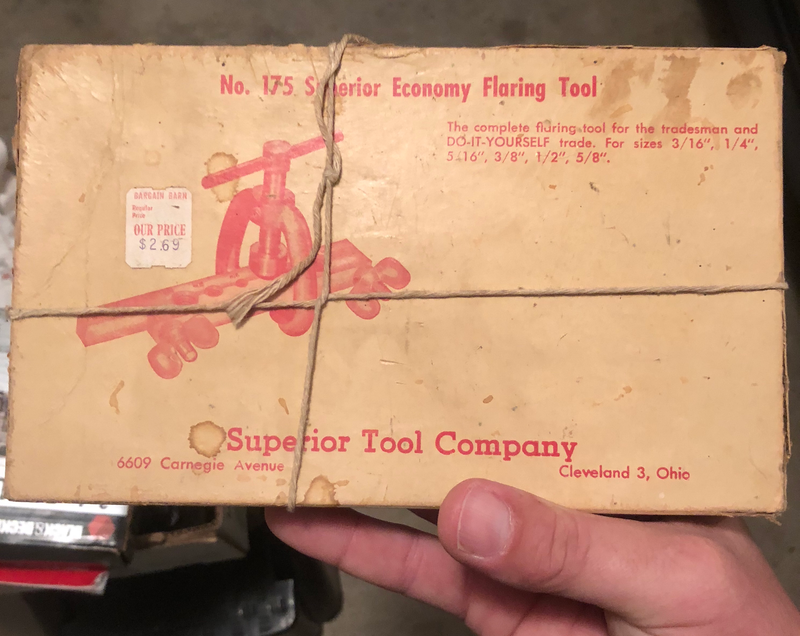 No. 175 Superior Economy Flaring Tool
The complete flaring tool for the tradesman and
DO-IT-YOURSELF trade. For sizes 3/16", 1/4",
5/16", 3/8", 1/2", 5/8".
BARGAIN BARN
Regular
Price
OUR PRICE
$2.69
Superior Tool Company
6609 Carnegie Avenue
Cleveland 3, Ohio